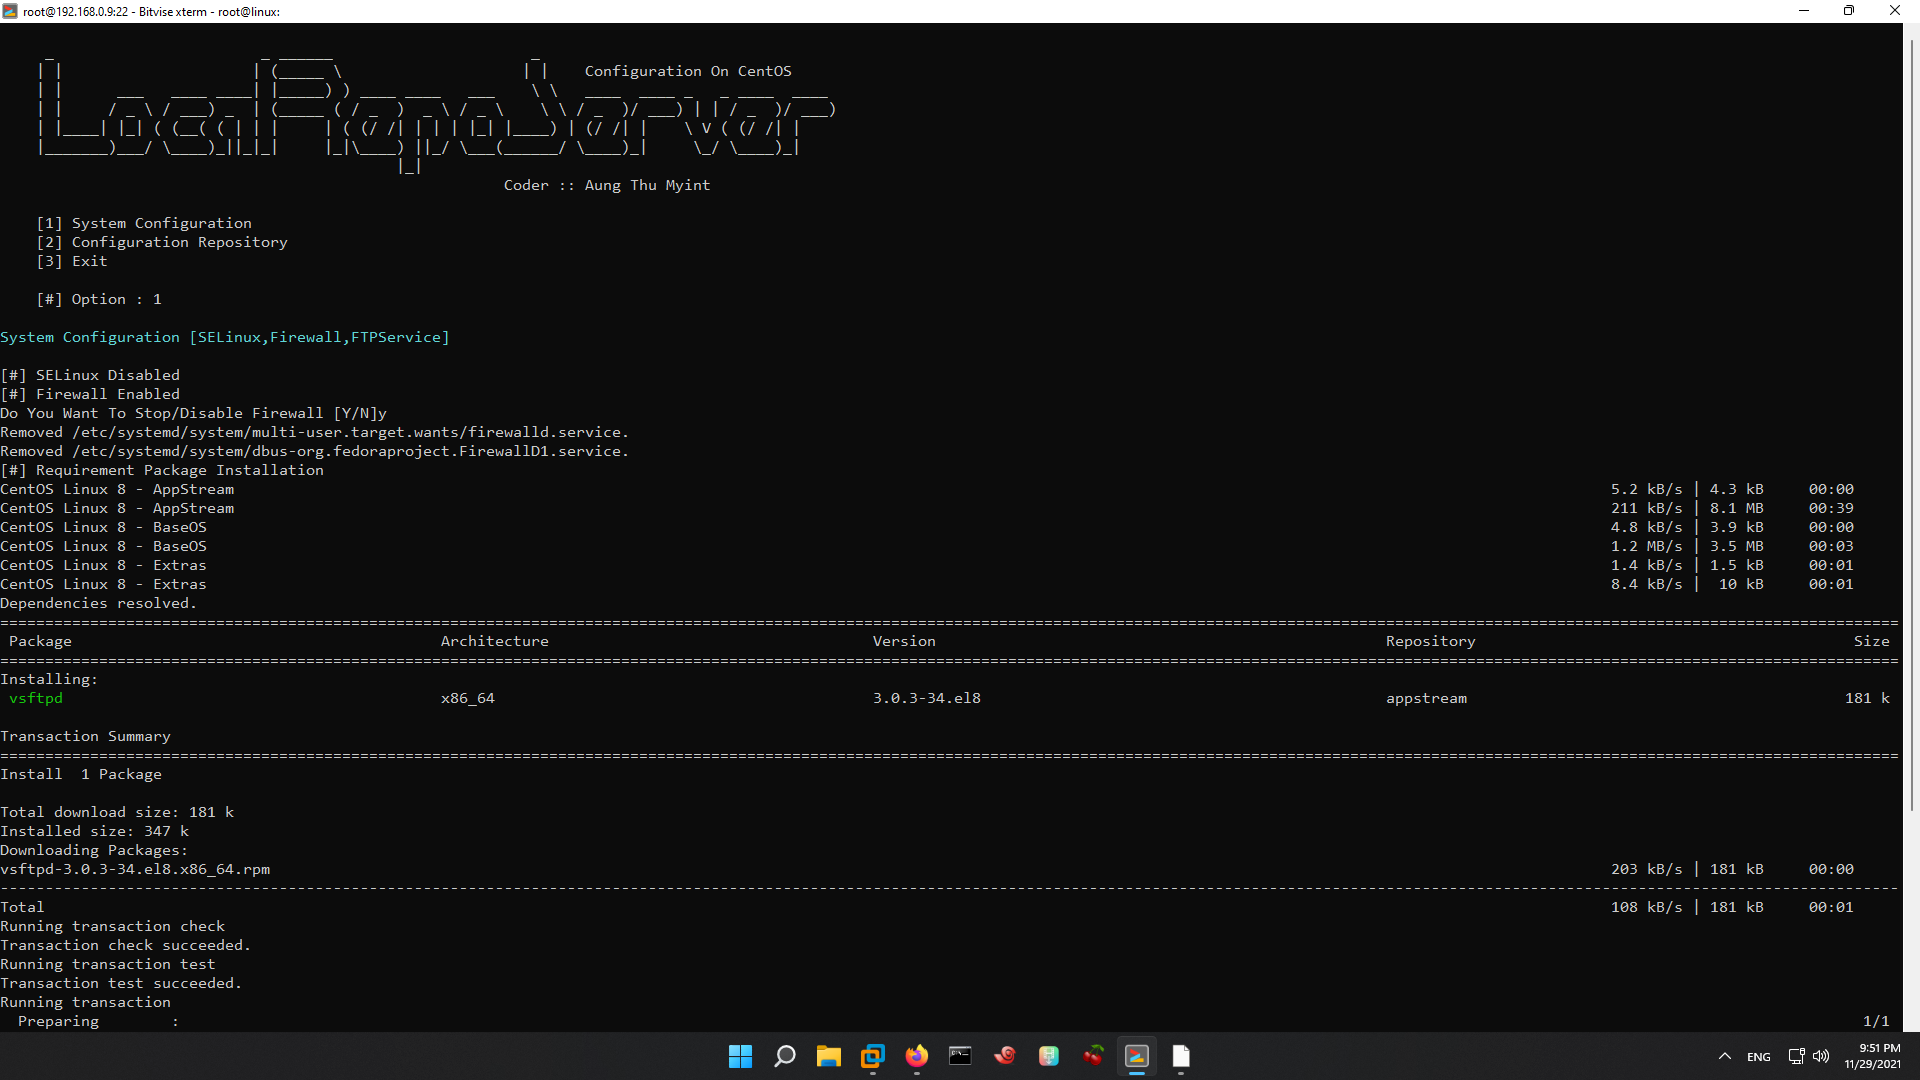 root@192.168.0.9:22 - Bitvise xterm - root@linux:
Configuration On CentOS
LocalRepoServer
Coder :: Aung Thu Myint
[1] System Configuration
[2] Configuration Repository
[3] Exit
[#] Option : 1
System Configuration [SELinux,Firewall,FTPService]
[#] SELinux Disabled
[#] Firewall Enabled
Do You Want To Stop/Disable Firewall [Y/N]y
Removed /etc/systemd/system/multi-user.target.wants/firewalld.service.
Removed /etc/systemd/system/dbus-org.fedoraproject.FirewallD1.service.
[#] Requirement Package Installation
CentOS Linux 8 - AppStream 5.2 kB/s | 4.3 kB 00:00
CentOS Linux 8 - AppStream 211 kB/s | 8.1 MB 00:39
CentOS Linux 8 - BaseOS 4.8 kB/s | 3.9 kB 00:00
CentOS Linux 8 - BaseOS 1.2 MB/s | 3.5 MB 00:03
CentOS Linux 8 - Extras 1.4 kB/s | 1.5 kB 00:01
CentOS Linux 8 - Extras 8.4 kB/s | 10 kB 00:01
Dependencies resolved.
Package Architecture Version Repository Size
Installing:
vsftpd x86_64 3.0.3-34.el8 appstream 181 k
Transaction Summary
Install 1 Package
Total download size: 181 k
Installed size: 347 k
Downloading Packages:
vsftpd-3.0.3-34.el8.x86_64.rpm 203 kB/s | 181 kB 00:00
Total 108 kB/s | 181 kB 00:01
Running transaction check
Transaction check succeeded.
Running transaction test
Transaction test succeeded.
Running transaction
Preparing : 1/1
ENG
9:51 PM
11/29/2021